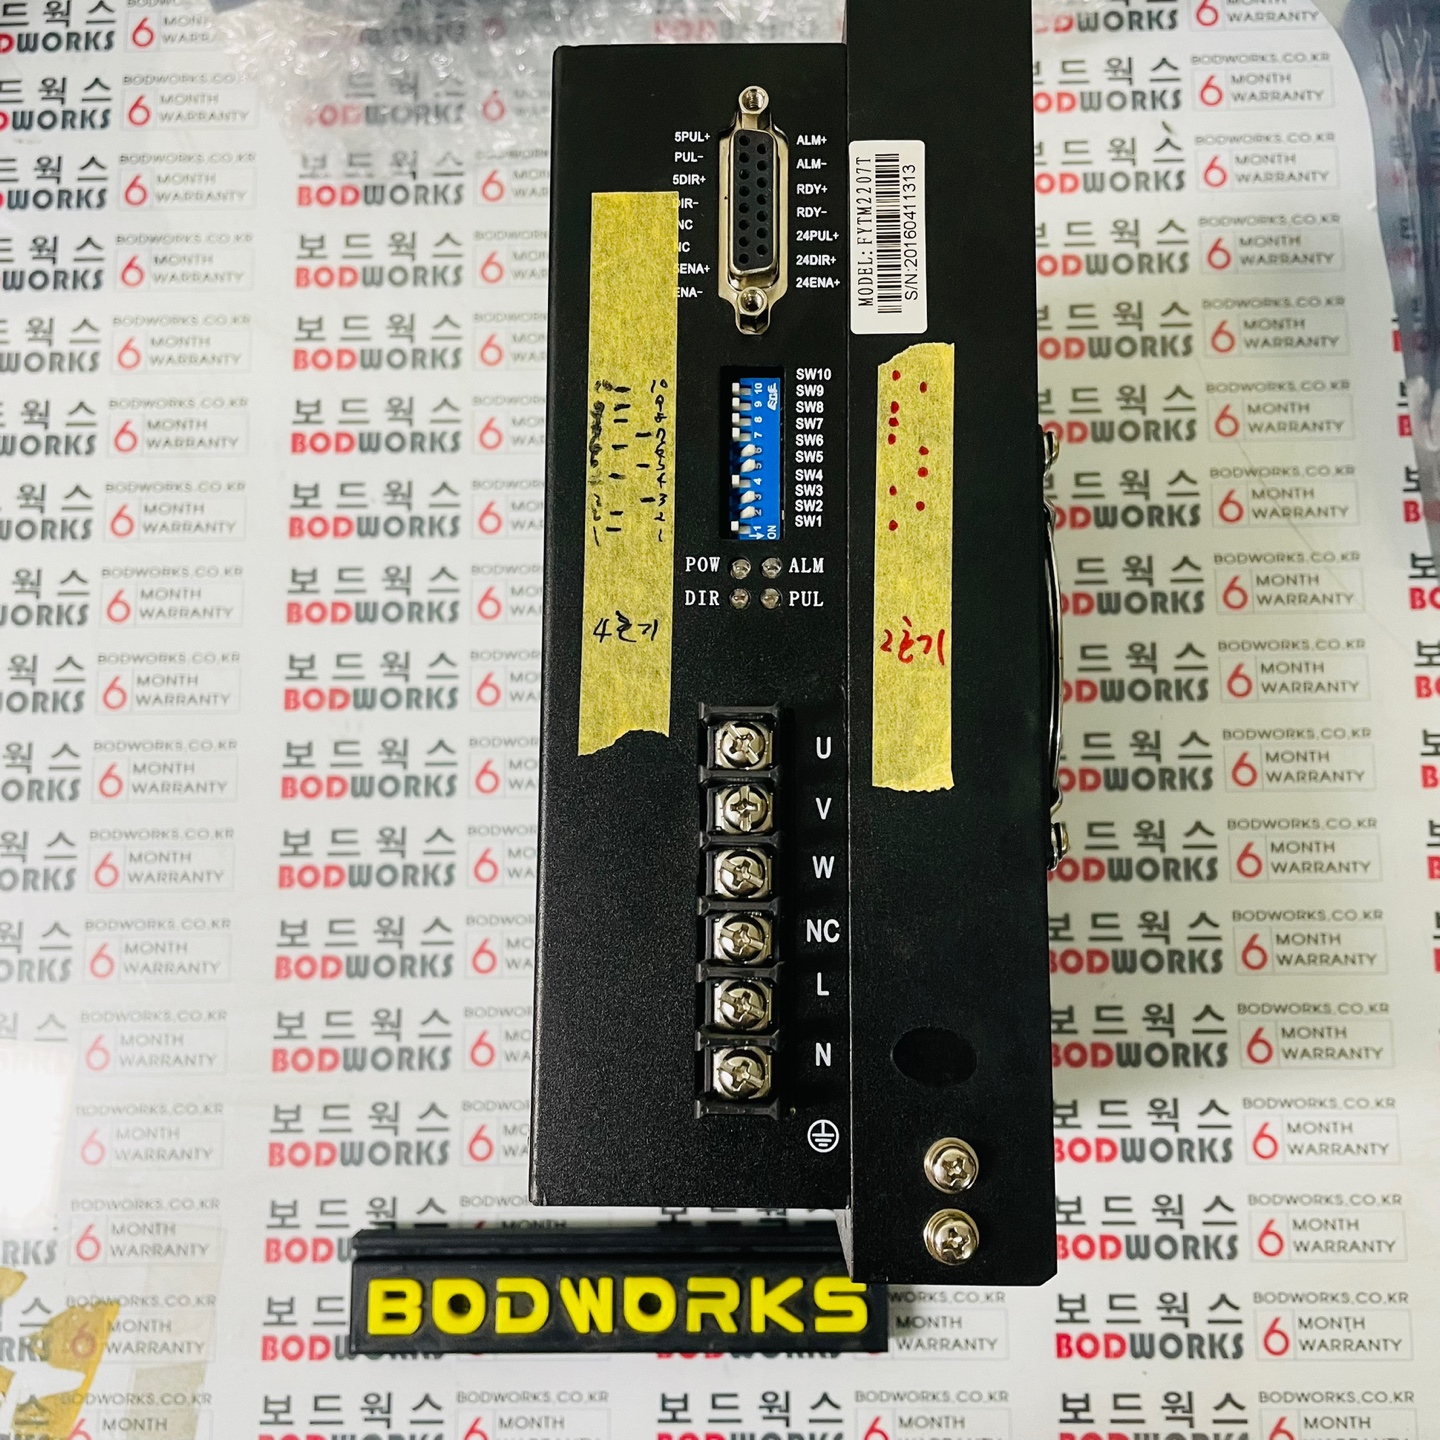 5PUL+
PUL-
5DIR+
DIR-
NC
NC
5ENA+
ENA-
ALM+
ALM-
RDY+
RDY-
24PUL+
24DIR+
24ENA+
MODEL: FYTM2207T
S/N:20160411313
SW10
SW9
SW8
SW7
SW6
SW5
SW4
SW3
SW2
SW1
ON
POW
ALM
DIR
PUL
4호기
2호기
U
V
W
NC
L
N
BODWORKS
보드웍스
BODWORKS
BODWORKS.CO.KR
6 MONTH
WARRANTY